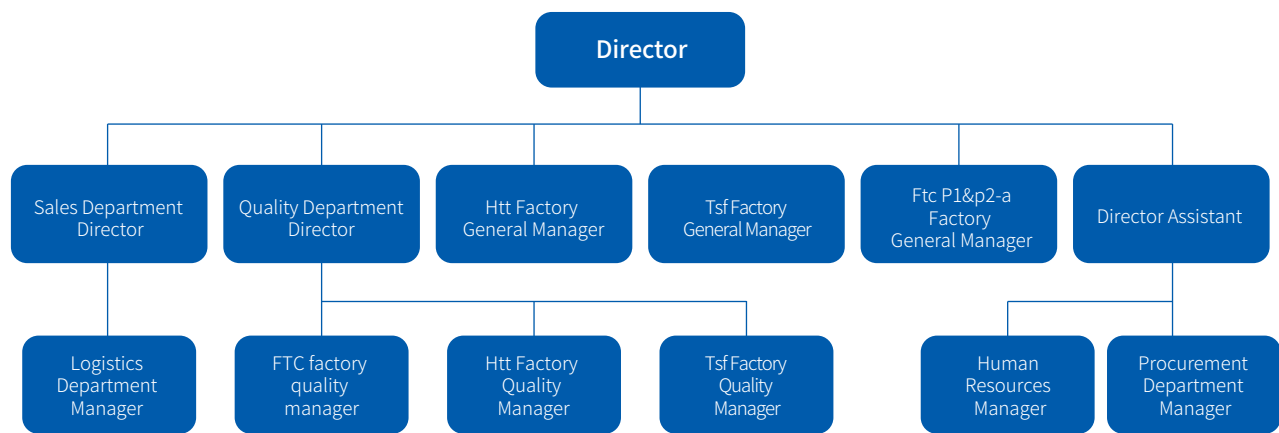 Director
Sales Department
Director
Quality Department
Director
Htt Factory
General Manager
Tsf Factory
General Manager
Ftc P1&p2-a
Factory
General Manager
Director Assistant
Logistics
Department
Manager
FTC factory
quality
manager
Htt Factory
Quality
Manager
Tsf Factory
Quality
Manager
Human
Resources
Manager
Procurement
Department
Manager